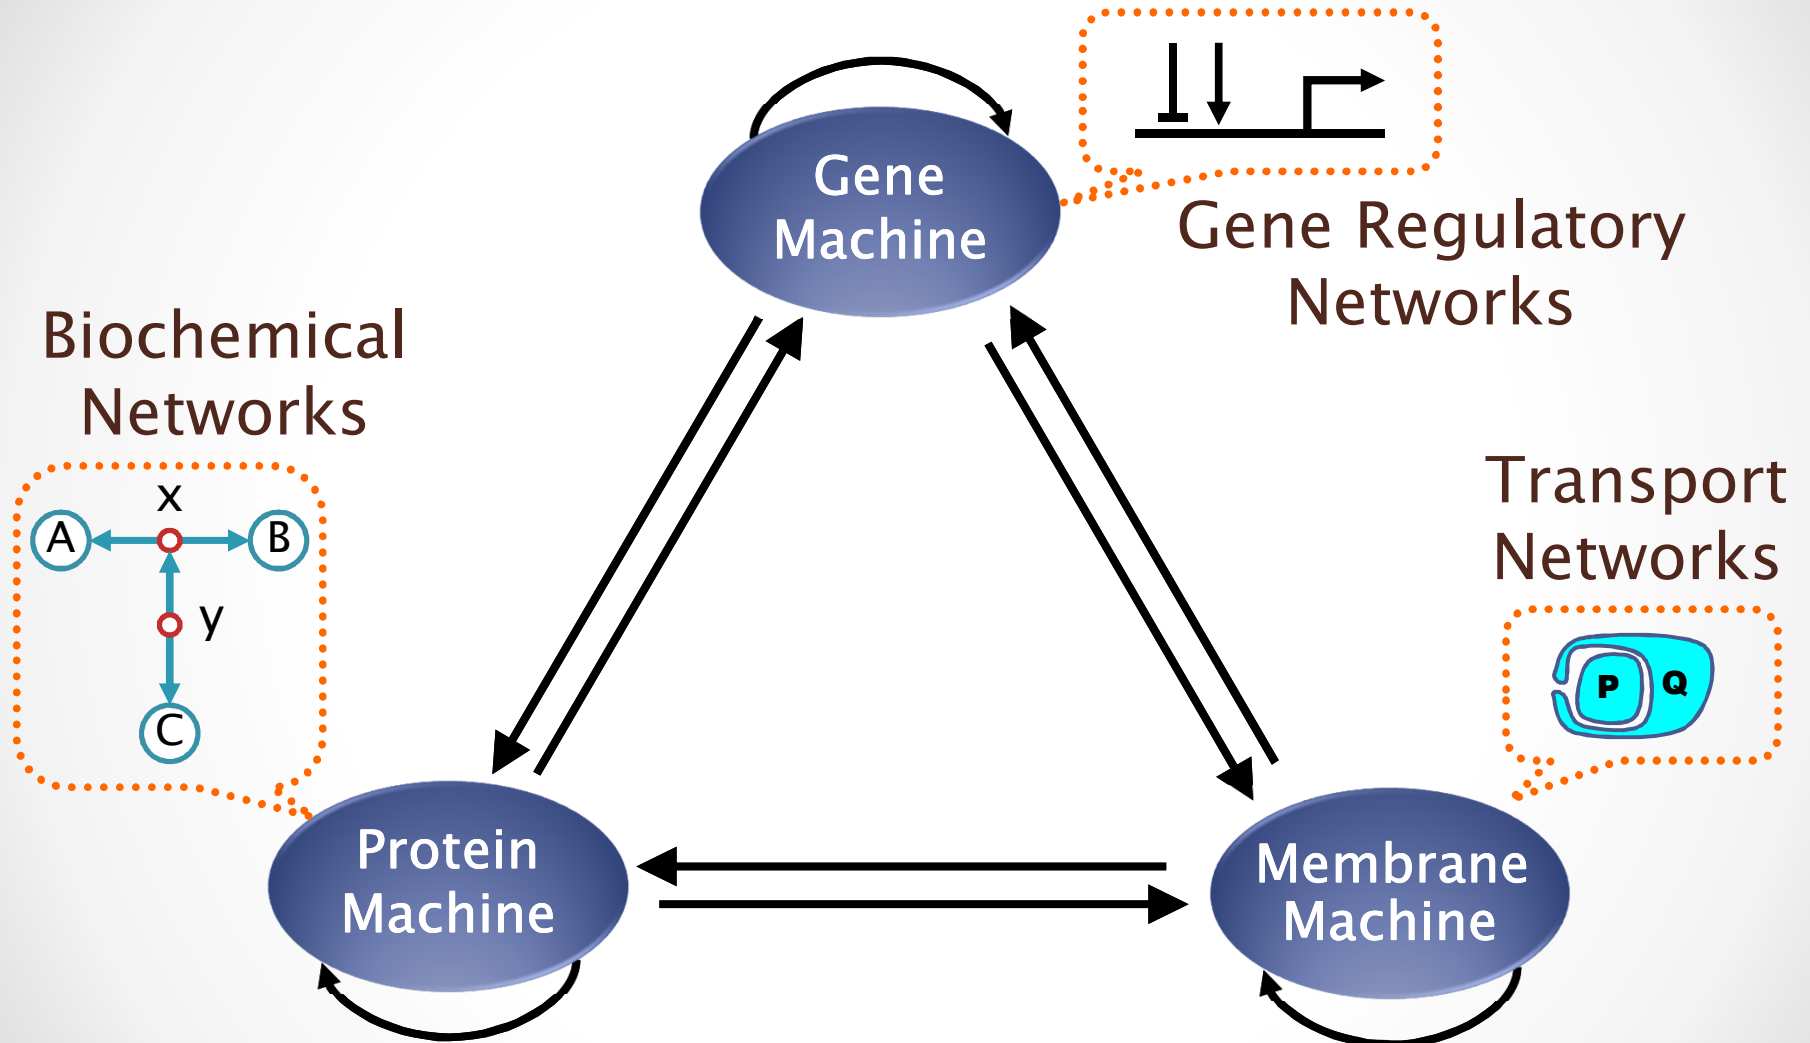 Gene
Machine
Gene Regulatory
Networks
Biochemical
Networks
x
A
B
y
C
Transport
Networks
P
Q
Protein
Machine
Membrane
Machine